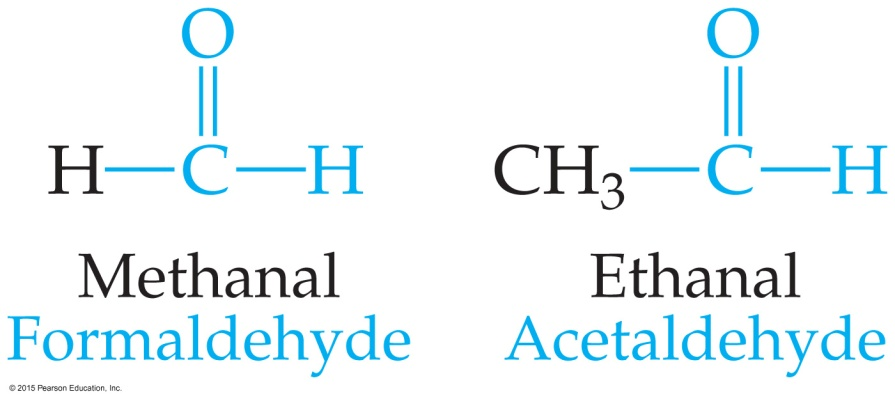 O O
H C H CH₃ C H
Methanal Ethanal
Formaldehyde Acetaldehyde
© 2015 Pearson Education, Inc.